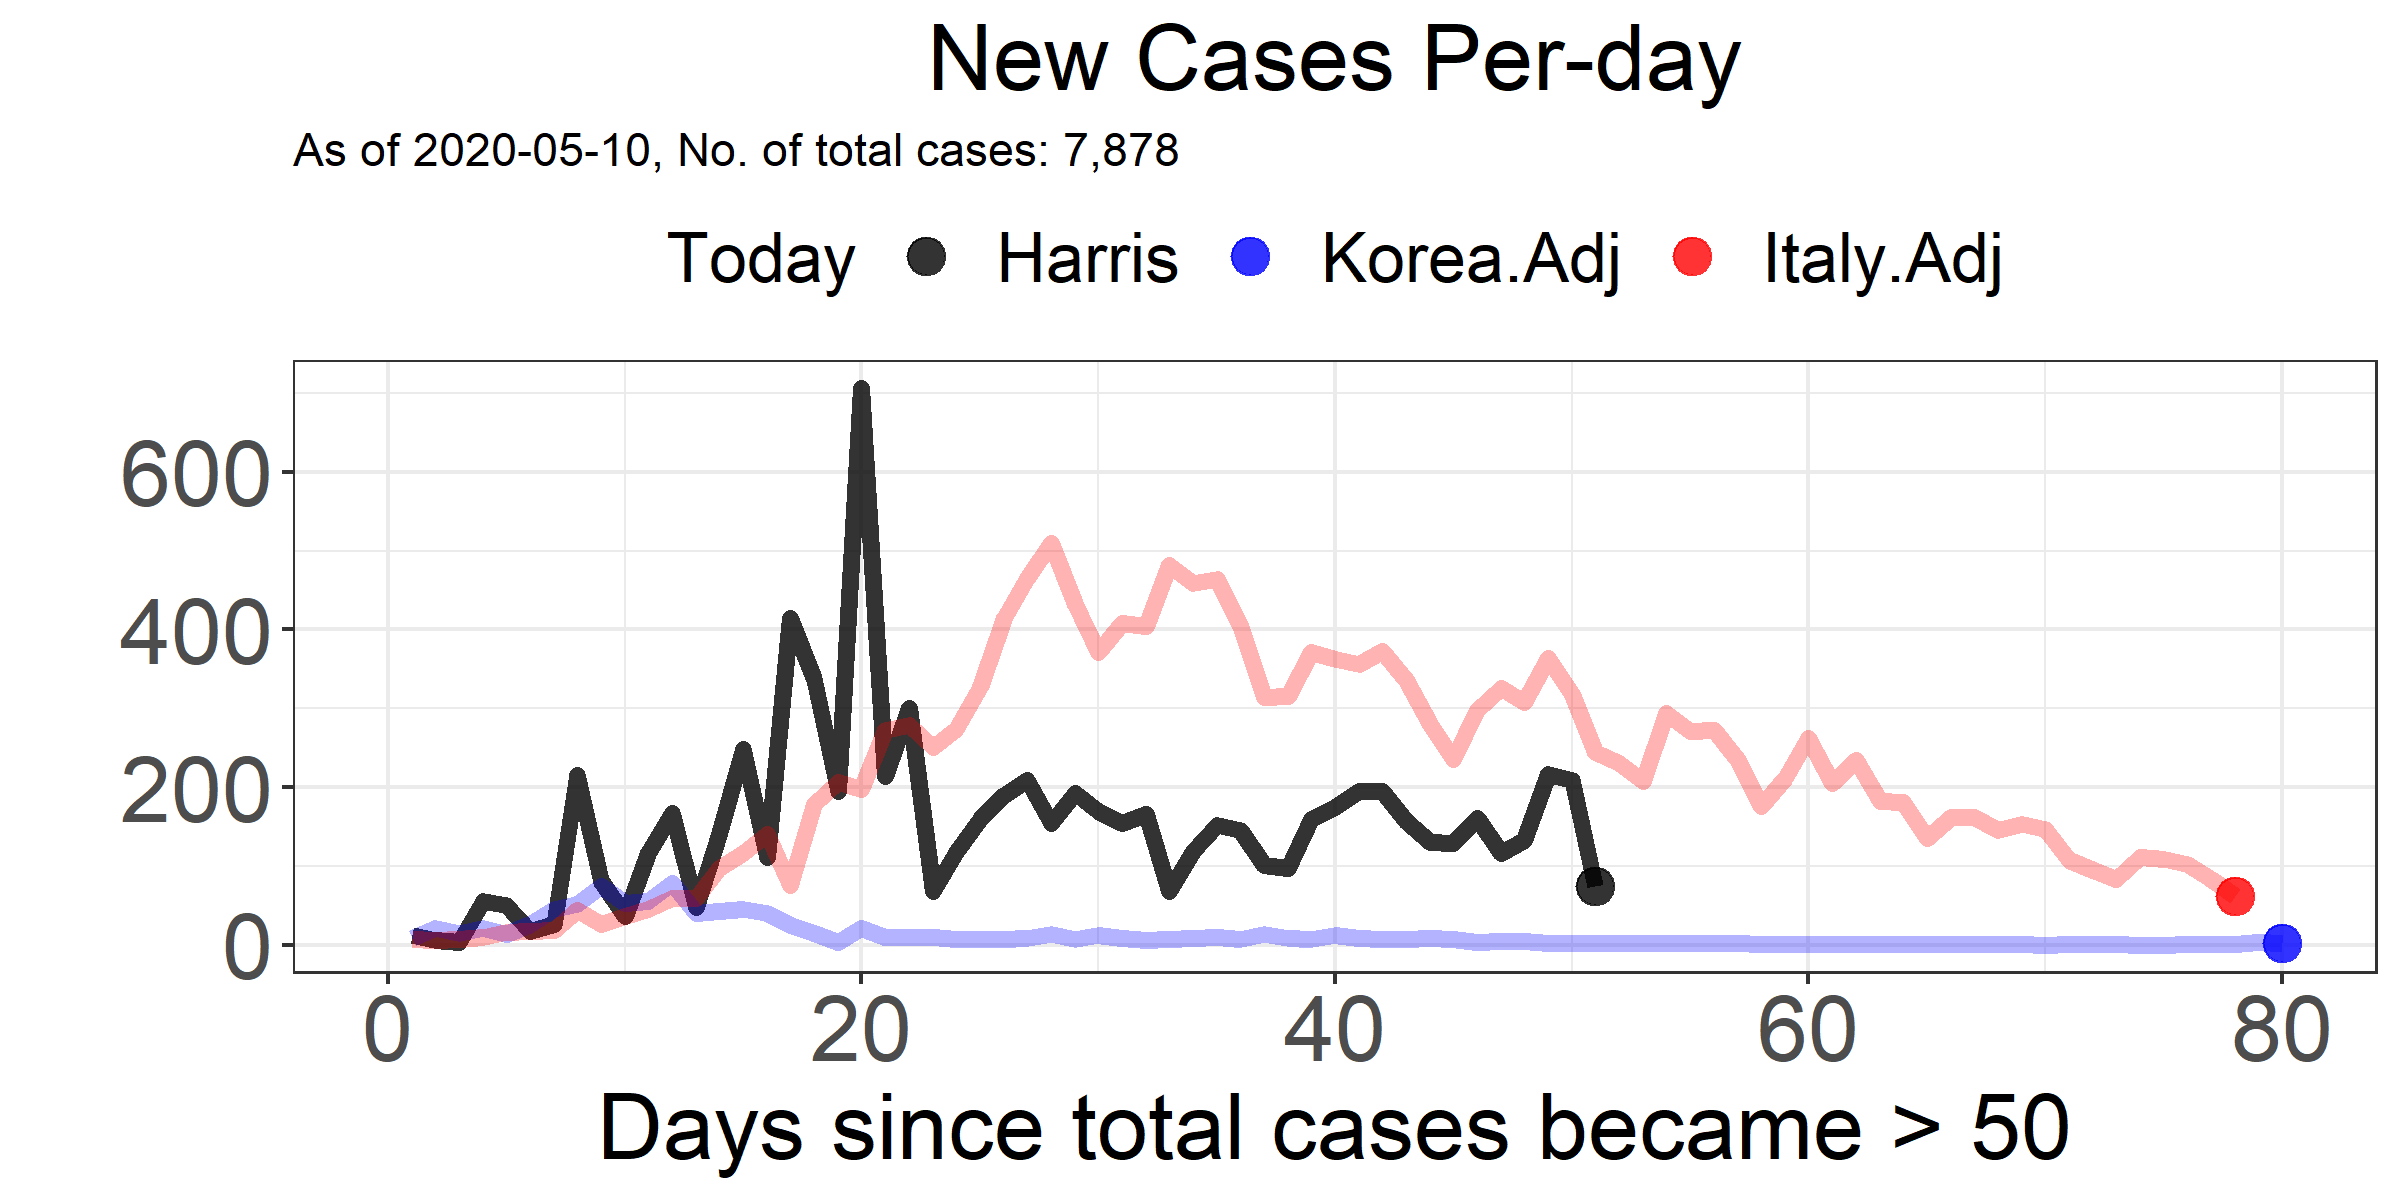 New Cases Per-day
As of 2020-05-10, No. of total cases: 7,878
Today Harris Korea.Adj Italy.Adj
600
400
200
0
0 20 40 60 80
Days since total cases became > 50